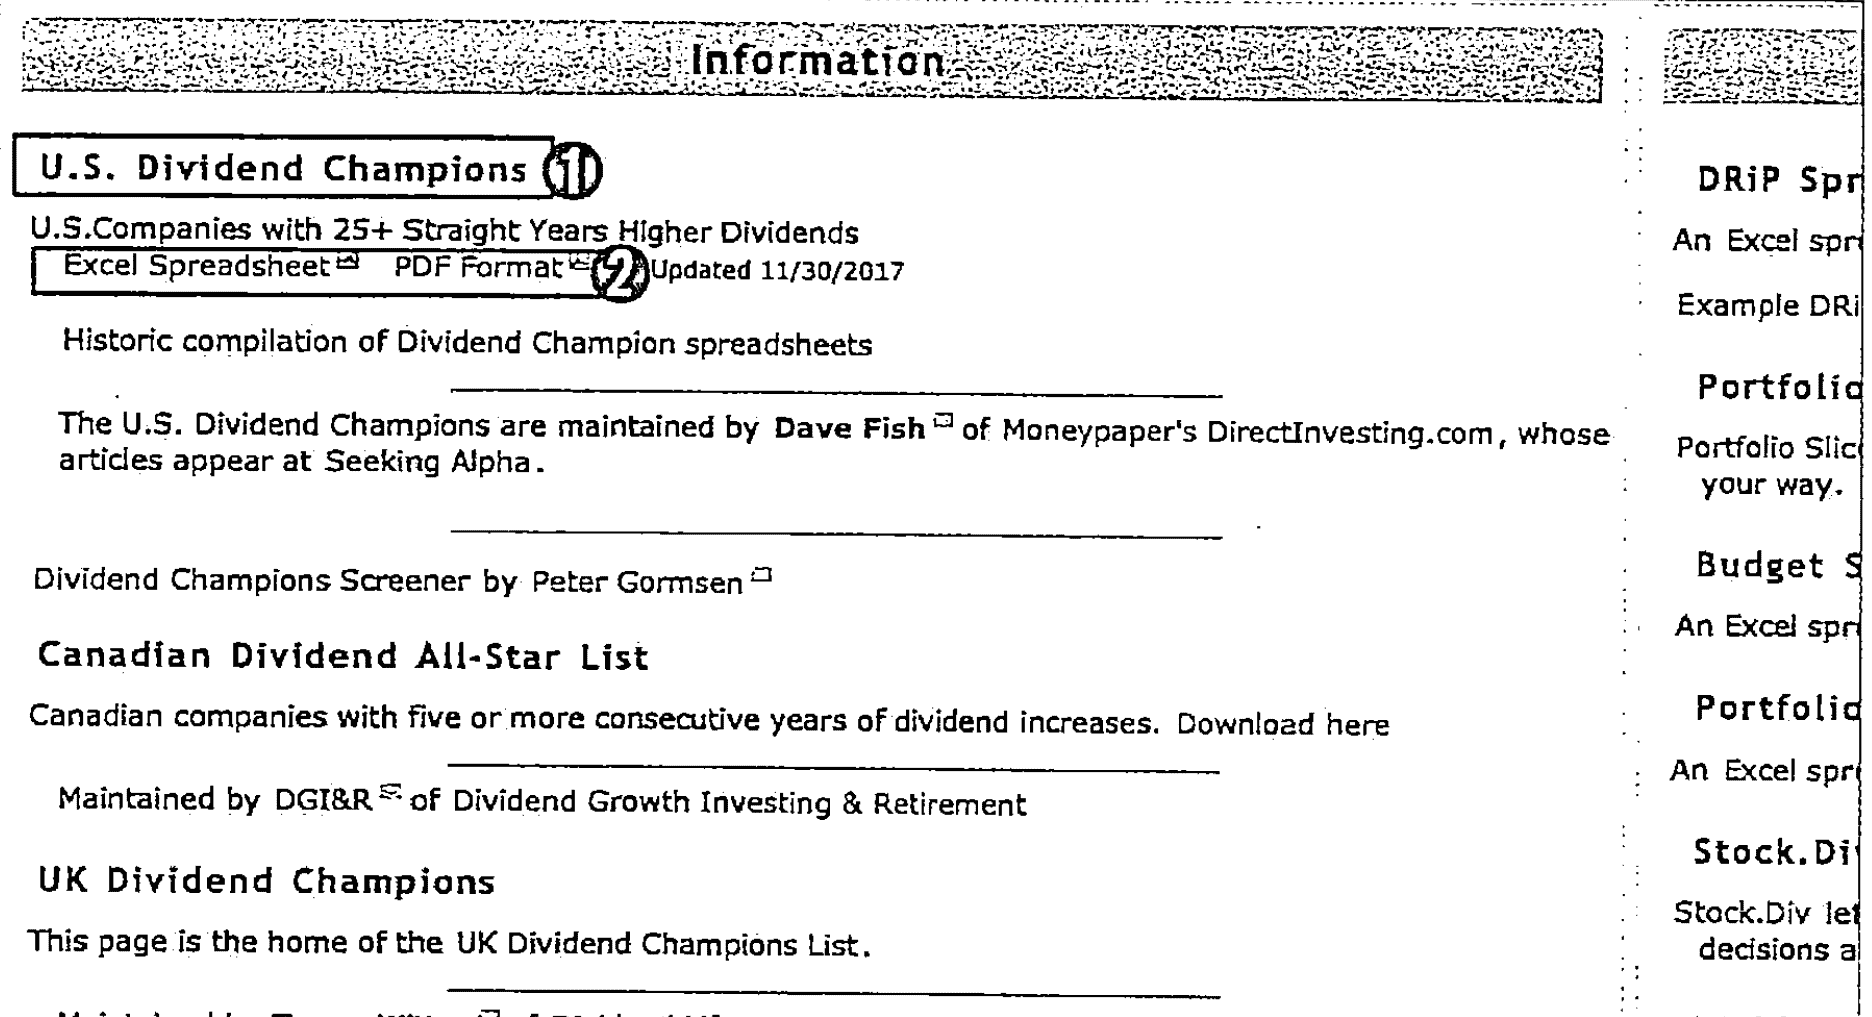 Information
U.S. Dividend Champions 1
U.S.Companies with 25+ Straight Years Higher Dividends
Excel Spreadsheet PDF Format 2 Updated 11/30/2017
Historic compilation of Dividend Champion spreadsheets
The U.S. Dividend Champions are maintained by Dave Fish of Moneypaper's DirectInvesting.com, whose
articles appear at Seeking Alpha.
Dividend Champions Screener by Peter Gormsen
Canadian Dividend All-Star List
Canadian companies with five or more consecutive years of dividend increases. Download here
Maintained by DGI&R of Dividend Growth Investing & Retirement
UK Dividend Champions
This page is the home of the UK Dividend Champions List.
DRiP Spr
An Excel spr
Example DRi
Portfolio
Portfolio Slic
your way.
Budget S
An Excel spr
Portfolio
An Excel spr
Stock.Di
Stock.Div let
decisions a